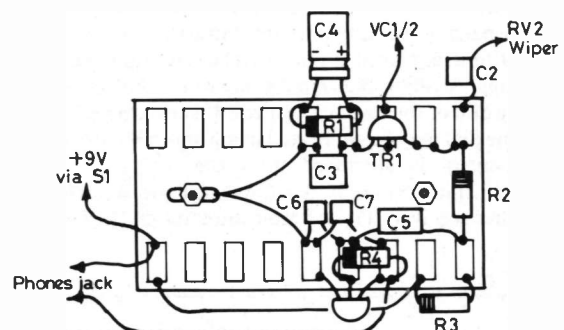 C4
- +
VC1/2
RV2
Wiper
C2
R1
TR1
C3
+9V
via S1
C6
C7
R2
C5
R4
Phones jack
R3